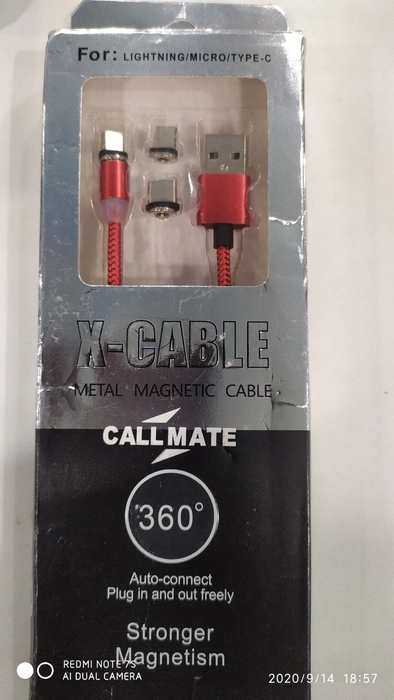 For: LIGHTNING/MICRO/TYPE-C
X-CABLE
METAL MAGNETIC CABLE
CALLMATE
360°
Auto-connect
Plug in and out freely
Stronger
Magnetism
REDMI NOTE 7S
AI DUAL CAMERA
2020/9/14 18:57